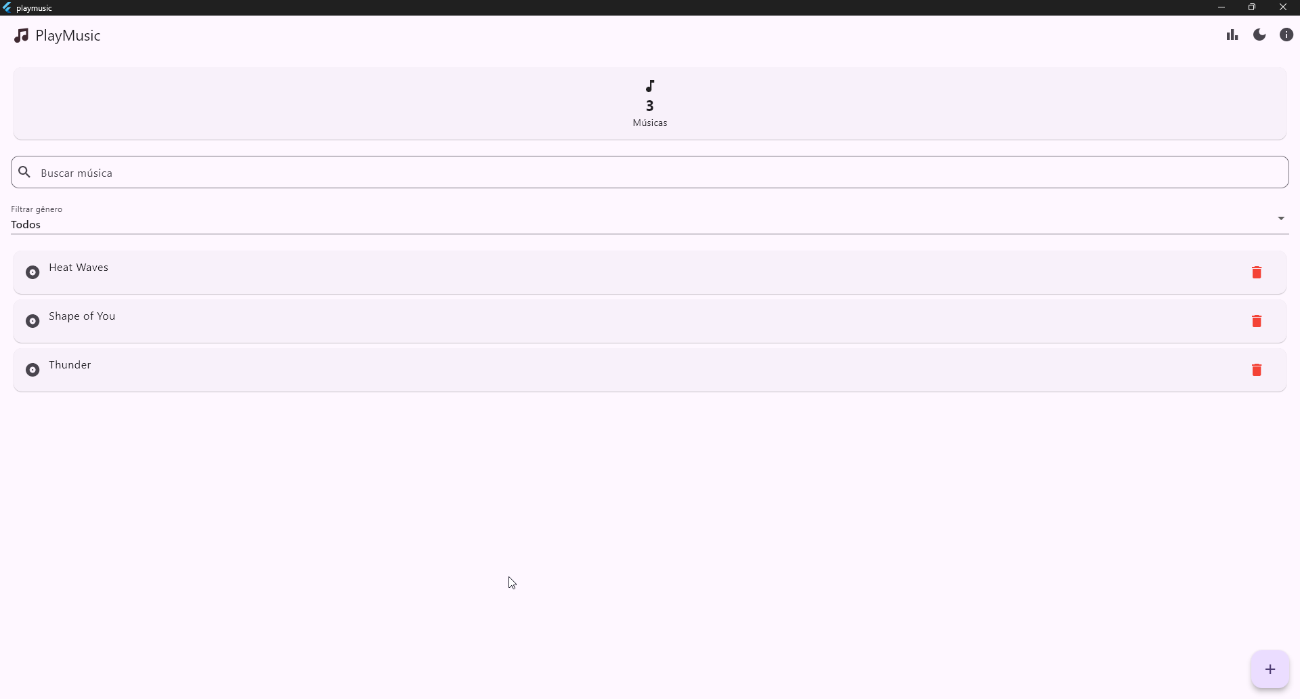 playmusic
PlayMusic
3
Músicas
Buscar música
Filtrar gênero
Todos
Heat Waves
Shape of You
Thunder